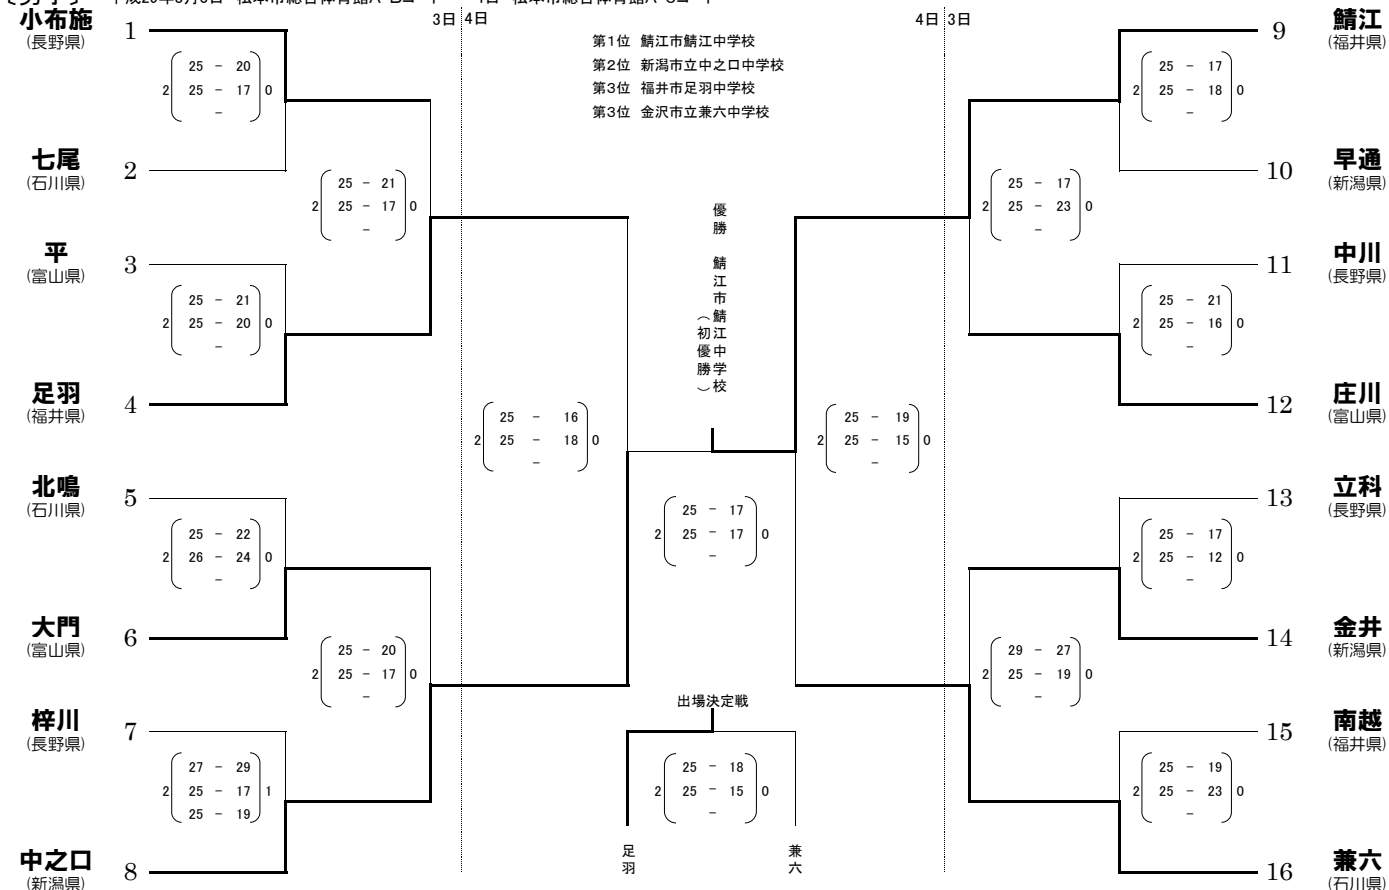 3日 4日
4日 3日
第1位 鯖江市鯖江中学校
第2位 新潟市立中之口中学校
第3位 福井市足羽中学校
第3位 金沢市立兼六中学校
小布施
(長野県)
1
25 - 20
2 25 - 17 0
-
七尾
(石川県)
2
25 - 21
2 25 - 17 0
-
平
(富山県)
3
25 - 21
2 25 - 20 0
-
足羽
(福井県)
4
25 - 16
2 25 - 18 0
-
北鳴
(石川県)
5
25 - 22
2 26 - 24 0
-
大門
(富山県)
6
25 - 20
2 25 - 17 0
-
梓川
(長野県)
7
27 - 29
2 25 - 17 1
25 - 19
中之口
(新潟県)
8
優勝 鯖江市鯖江中学校
(初優勝)
25 - 17
2 25 - 17 0
-
出場決定戦
25 - 18
2 25 - 15 0
-
足羽
兼六
9
鯖江
(福井県)
25 - 17
2 25 - 18 0
-
10
早通
(新潟県)
25 - 17
2 25 - 23 0
-
11
中川
(長野県)
25 - 21
2 25 - 16 0
-
12
庄川
(富山県)
25 - 19
2 25 - 15 0
-
13
立科
(長野県)
25 - 17
2 25 - 12 0
-
14
金井
(新潟県)
29 - 27
2 25 - 19 0
-
15
南越
(福井県)
25 - 19
2 25 - 23 0
-
16
兼六
(石川県)